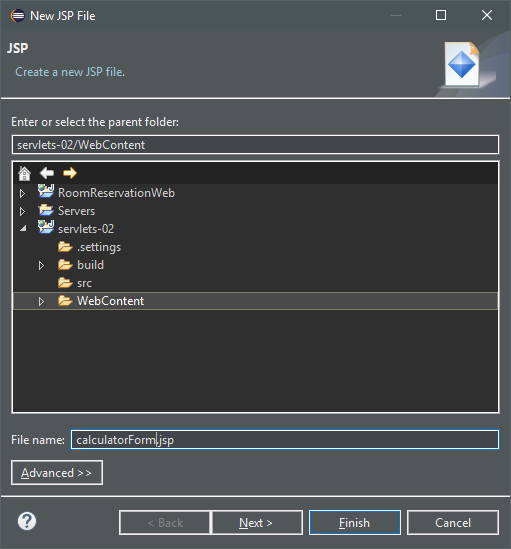 New JSP File
JSP
Create a new JSP file.
Enter or select the parent folder:
servlets-02/WebContent
RoomReservationWeb
Servers
servlets-02
.settings
build
src
WebContent
File name: calculatorForm.jsp
Advanced >>
? < Back Next > Finish Cancel